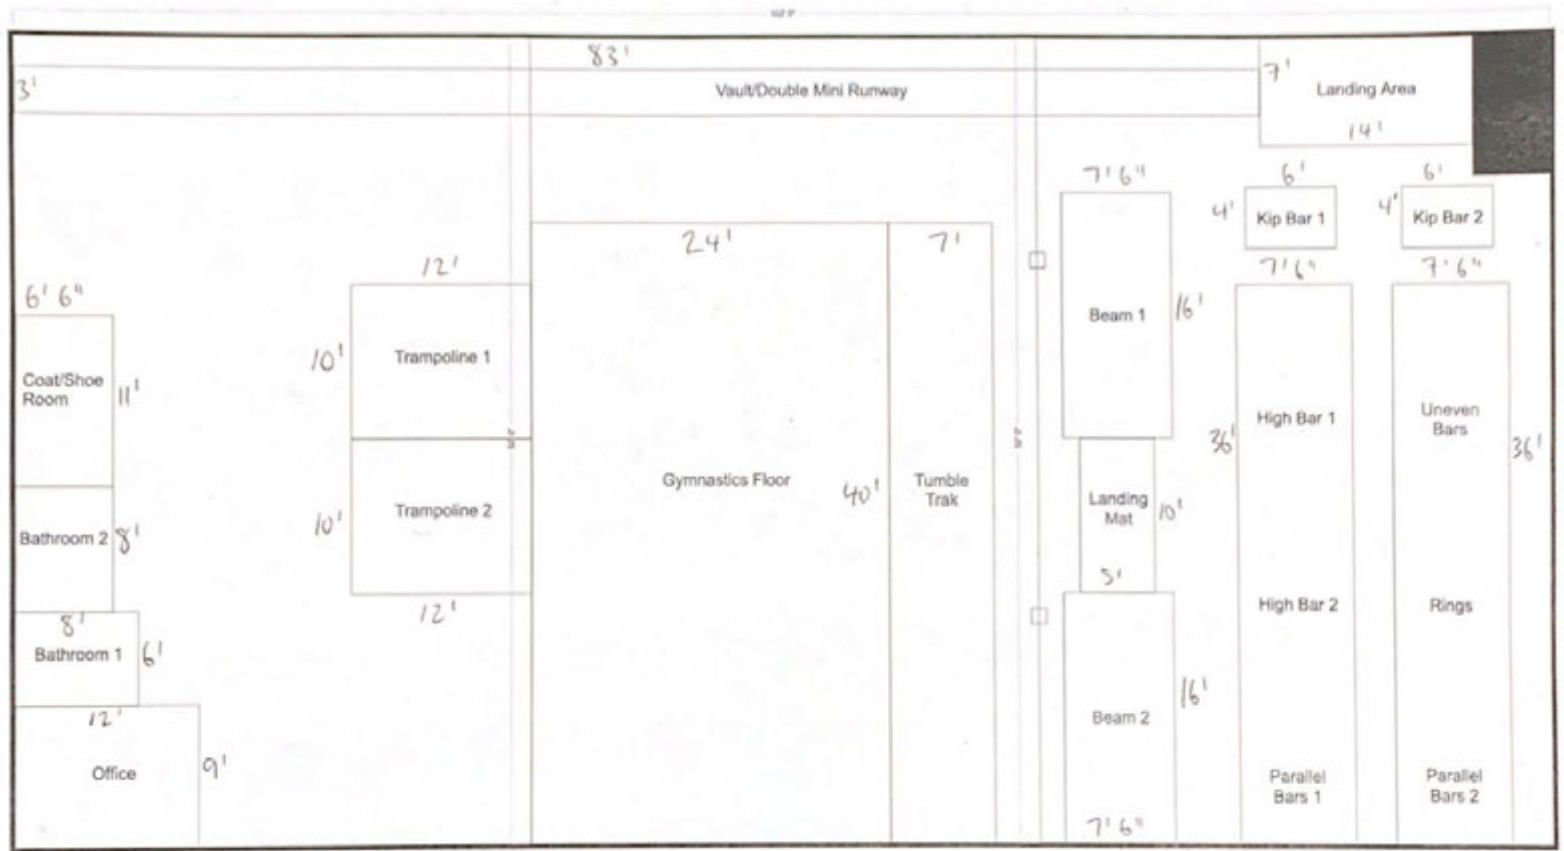 83'
3'
Vault/Double Mini Runway
7'
Landing Area
14'
7'6"
6'
6'
4'
Kip Bar 1
4'
Kip Bar 2
24'
7'
12'
7'6"
7'6"
6' 6"
Beam 1
16'
10'
Trampoline 1
Coat/Shoe
Room
11'
High Bar 1
Uneven
Bars
36'
36'
Gymnastics Floor
40'
Tumble
Trak
Landing
Mat
10'
10'
Trampoline 2
Bathroom 2
8'
5'
12'
High Bar 2
Rings
8'
Bathroom 1
6'
16'
Beam 2
12'
Office
9'
Parallel
Bars 1
Parallel
Bars 2
7'6"